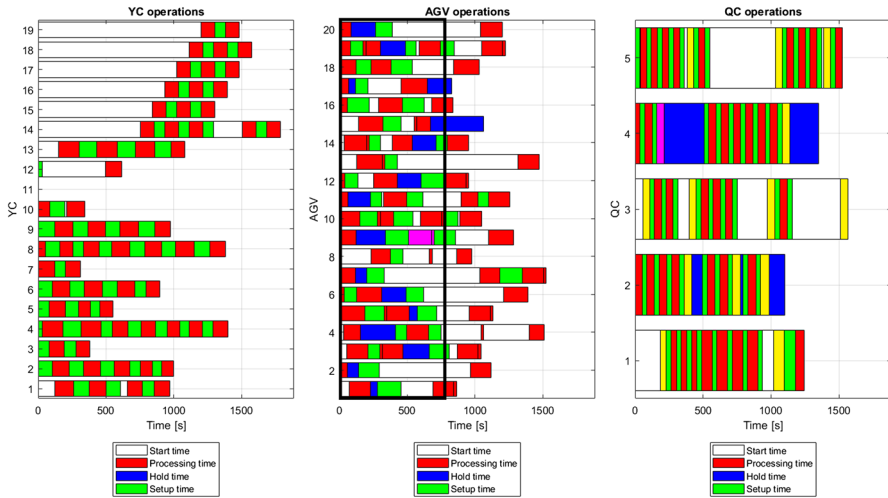 YC operations
19
18
17
16
15
14
13
12
11
10
9
8
7
6
5
4
3
2
1
YC
0 500 1000 1500
Time [s]
Start time
Processing time
Hold time
Setup time
AGV operations
20
18
16
14
12
10
8
6
4
2
AGV
0 500 1000 1500
Time [s]
Start time
Processing time
Hold time
Setup time
QC operations
5
4
3
2
1
QC
0 500 1000 1500
Time [s]
Start time
Processing time
Hold time
Setup time